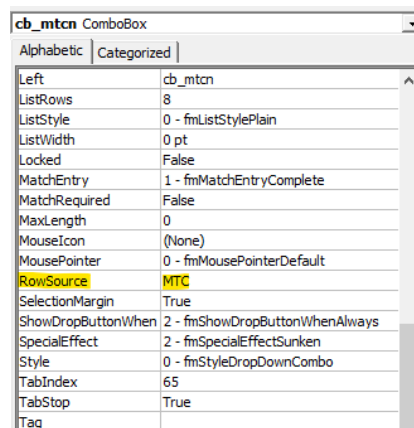 cb_mtcn ComboBox
Alphabetic Categorized
Left cb_mtcn
ListRows 8
ListStyle 0 - fmListStylePlain
ListWidth 0 pt
Locked False
MatchEntry 1 - fmMatchEntryComplete
MatchRequired False
MaxLength 0
MouseIcon (None)
MousePointer 0 - fmMousePointerDefault
RowSource MTC
SelectionMargin True
ShowDropButtonWhen 2 - fmShowDropButtonWhenAlways
SpecialEffect 2 - fmSpecialEffectSunken
Style 0 - fmStyleDropDownCombo
TabIndex 65
TabStop True
Tag